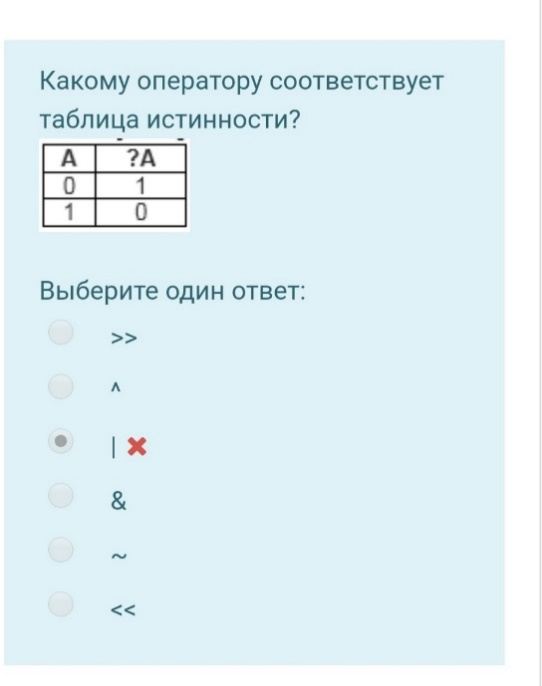 Какому оператору соответствует
таблица истинности?
A ?A
0 1
1 0
Выберите один ответ:
>>
^
|
&
~
<<